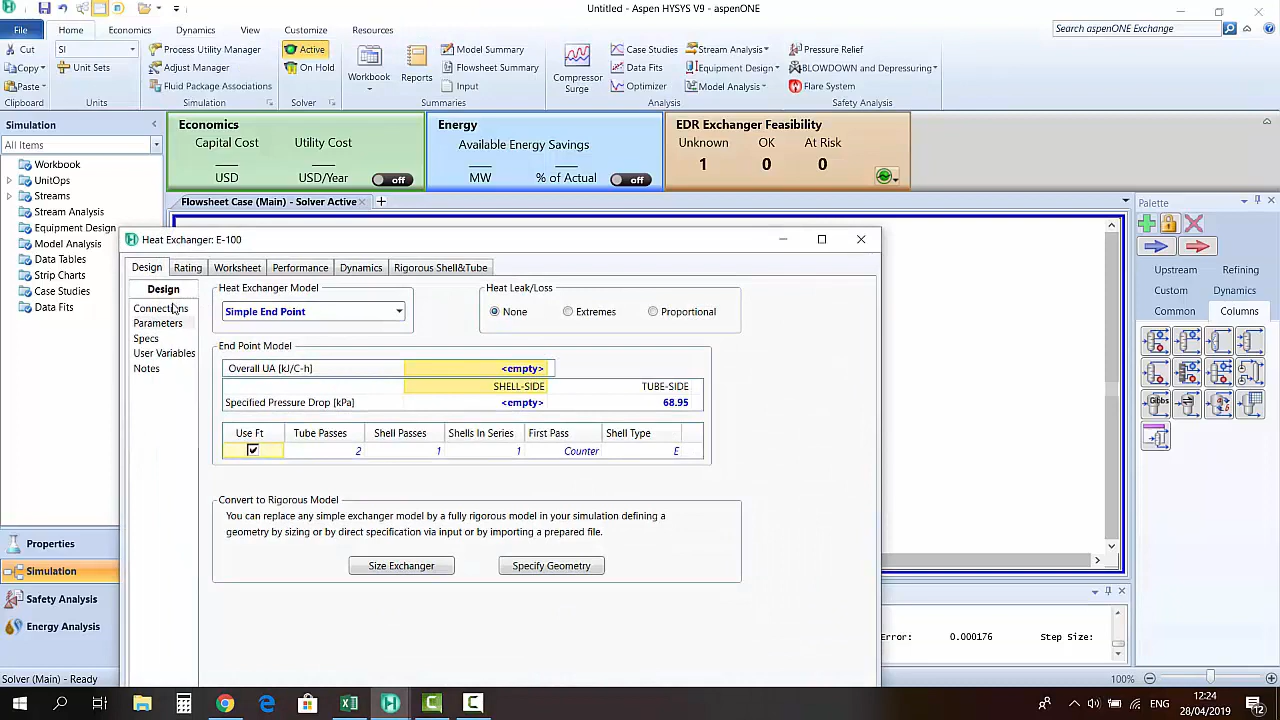 Untitled - Aspen HYSYS V9 - aspenONE
File Home Economics Dynamics View Customize Resources
Search aspenONE Exchange
Cut SI Process Utility Manager Active Model Summary Case Studies Stream Analysis Pressure Relief
Copy Unit Sets Adjust Manager On Hold Workbook Reports Flowsheet Summary Compressor Surge Data Fits Equipment Design BLOWDOWN and Depressuring
Paste Fluid Package Associations Input Optimizer Model Analysis Flare System
Clipboard Units Simulation Solver Summaries Analysis Safety Analysis
Simulation
All Items
Workbook
UnitOps
Streams
Stream Analysis
Equipment Design
Model Analysis
Data Tables
Strip Charts
Case Studies
Data Fits
Properties
Simulation
Safety Analysis
Energy Analysis
Solver (Main) - Ready
Economics
Capital Cost Utility Cost
USD USD/Year off
Energy
Available Energy Savings
MW % of Actual off
EDR Exchanger Feasibility
Unknown OK At Risk
1 0 0
Flowsheet Case (Main) - Solver Active
Heat Exchanger: E-100
Design Rating Worksheet Performance Dynamics Rigorous Shell&Tube
Design
Connections
Parameters
Specs
User Variables
Notes
Heat Exchanger Model
Simple End Point
Heat Leak/Loss
None Extremes Proportional
End Point Model
Overall UA [kJ/C-h] <empty>
SHELL-SIDE TUBE-SIDE
Specified Pressure Drop [kPa] <empty> 68.95
Use Ft Tube Passes Shell Passes Shells In Series First Pass Shell Type
2 1 1 Counter E
Convert to Rigorous Model
You can replace any simple exchanger model by a fully rigorous model in your simulation defining a
geometry by sizing or by direct specification via input or by importing a prepared file.
Size Exchanger Specify Geometry
Palette
Upstream Refining
Custom Dynamics
Common Columns
Gibbs
Error: 0.000176 Step Size:
100%
ENG
12:24
28/04/2019
2